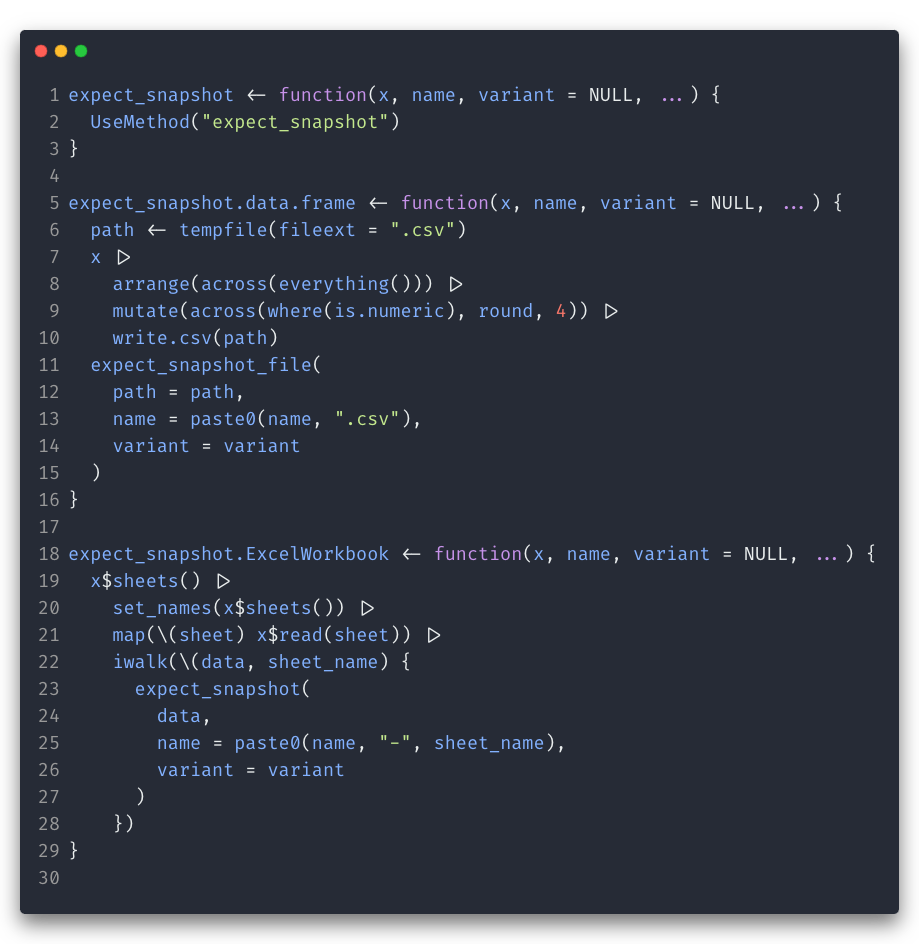 1 expect_snapshot <- function(x, name, variant = NULL, ...) {
2   UseMethod("expect_snapshot")
3 }
4
5 expect_snapshot.data.frame <- function(x, name, variant = NULL, ...) {
6   path <- tempfile(fileext = ".csv")
7   x |>
8     arrange(across(everything())) |>
9     mutate(across(where(is.numeric), round, 4)) |>
10     write.csv(path)
11   expect_snapshot_file(
12     path = path,
13     name = paste0(name, ".csv"),
14     variant = variant
15   )
16 }
17
18 expect_snapshot.ExcelWorkbook <- function(x, name, variant = NULL, ...) {
19   x$sheets() |>
20     set_names(x$sheets()) |>
21     map(\(sheet) x$read(sheet)) |>
22     iwalk(\(data, sheet_name) {
23       expect_snapshot(
24         data,
25         name = paste0(name, "-", sheet_name),
26         variant = variant
27       )
28     })
29 }
30